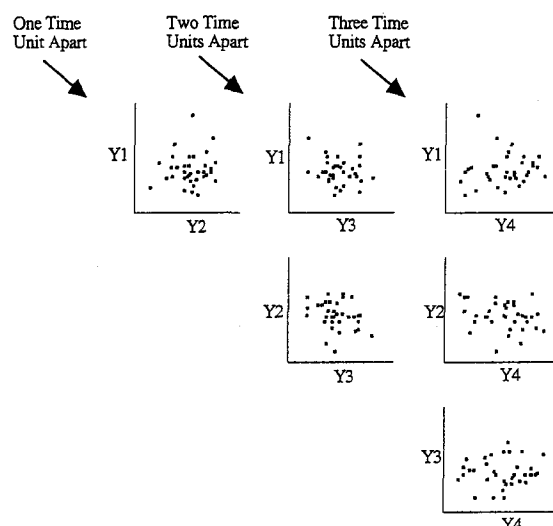 One Time
Unit Apart
Two Time
Units Apart
Three Time
Units Apart
Y1
Y2
Y1
Y3
Y1
Y4
Y2
Y3
Y2
Y4
Y3
Y4